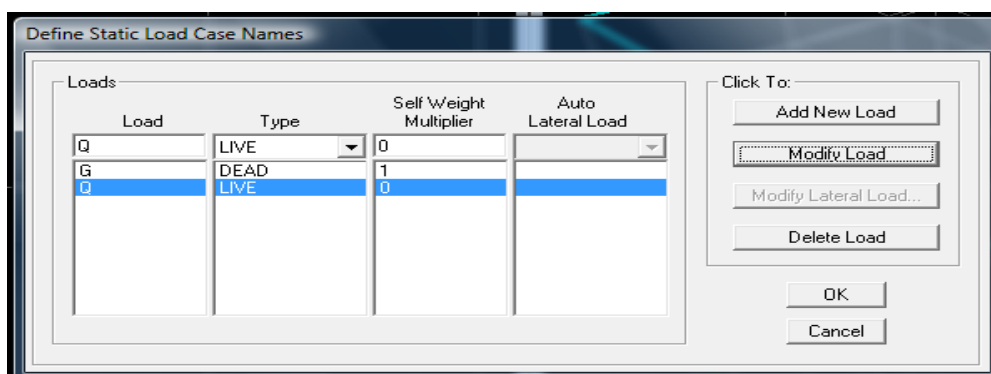 Define Static Load Case Names
Loads
Load Type Self Weight Multiplier Auto Lateral Load
Q LIVE 0
G DEAD 1
Q LIVE 0
Click To:
Add New Load
Modify Load
Modify Lateral Load...
Delete Load
OK
Cancel